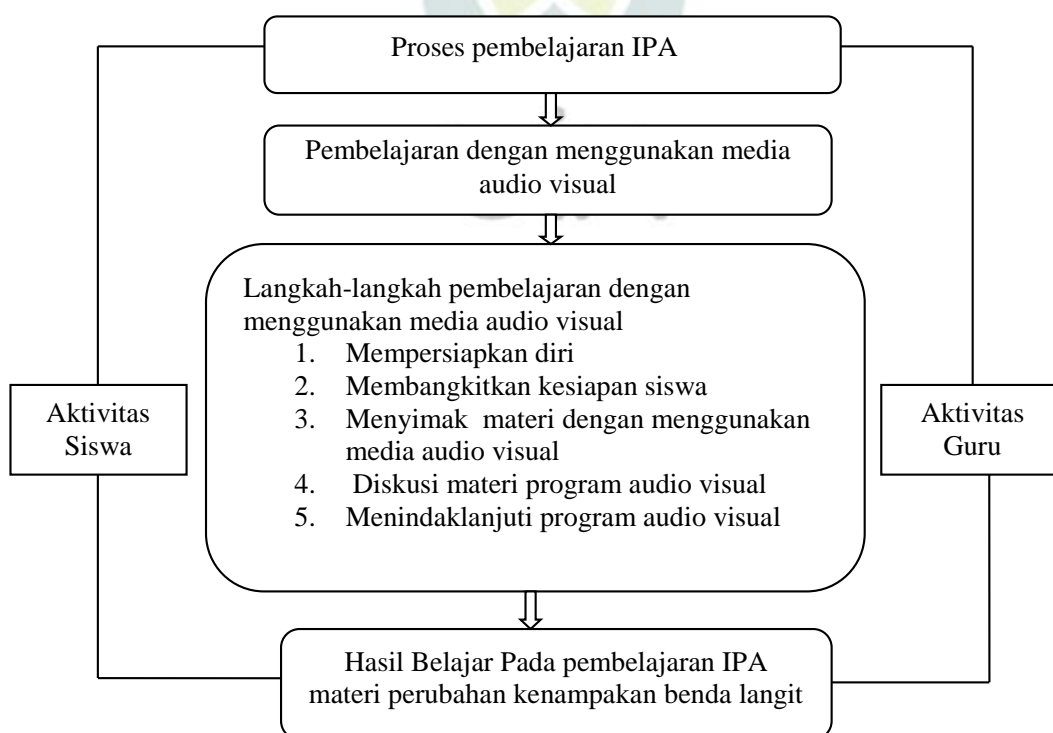 Proses pembelajaran IPA
Pembelajaran dengan menggunakan media
audio visual
Langkah-langkah pembelajaran dengan
menggunakan media audio visual
1. Mempersiapkan diri
2. Membangkitkan kesiapan siswa
3. Menyimak materi dengan menggunakan
media audio visual
4. Diskusi materi program audio visual
5. Menindaklanjuti program audio visual
Aktivitas
Siswa
Aktivitas
Guru
Hasil Belajar Pada pembelajaran IPA
materi perubahan kenampakan benda langit